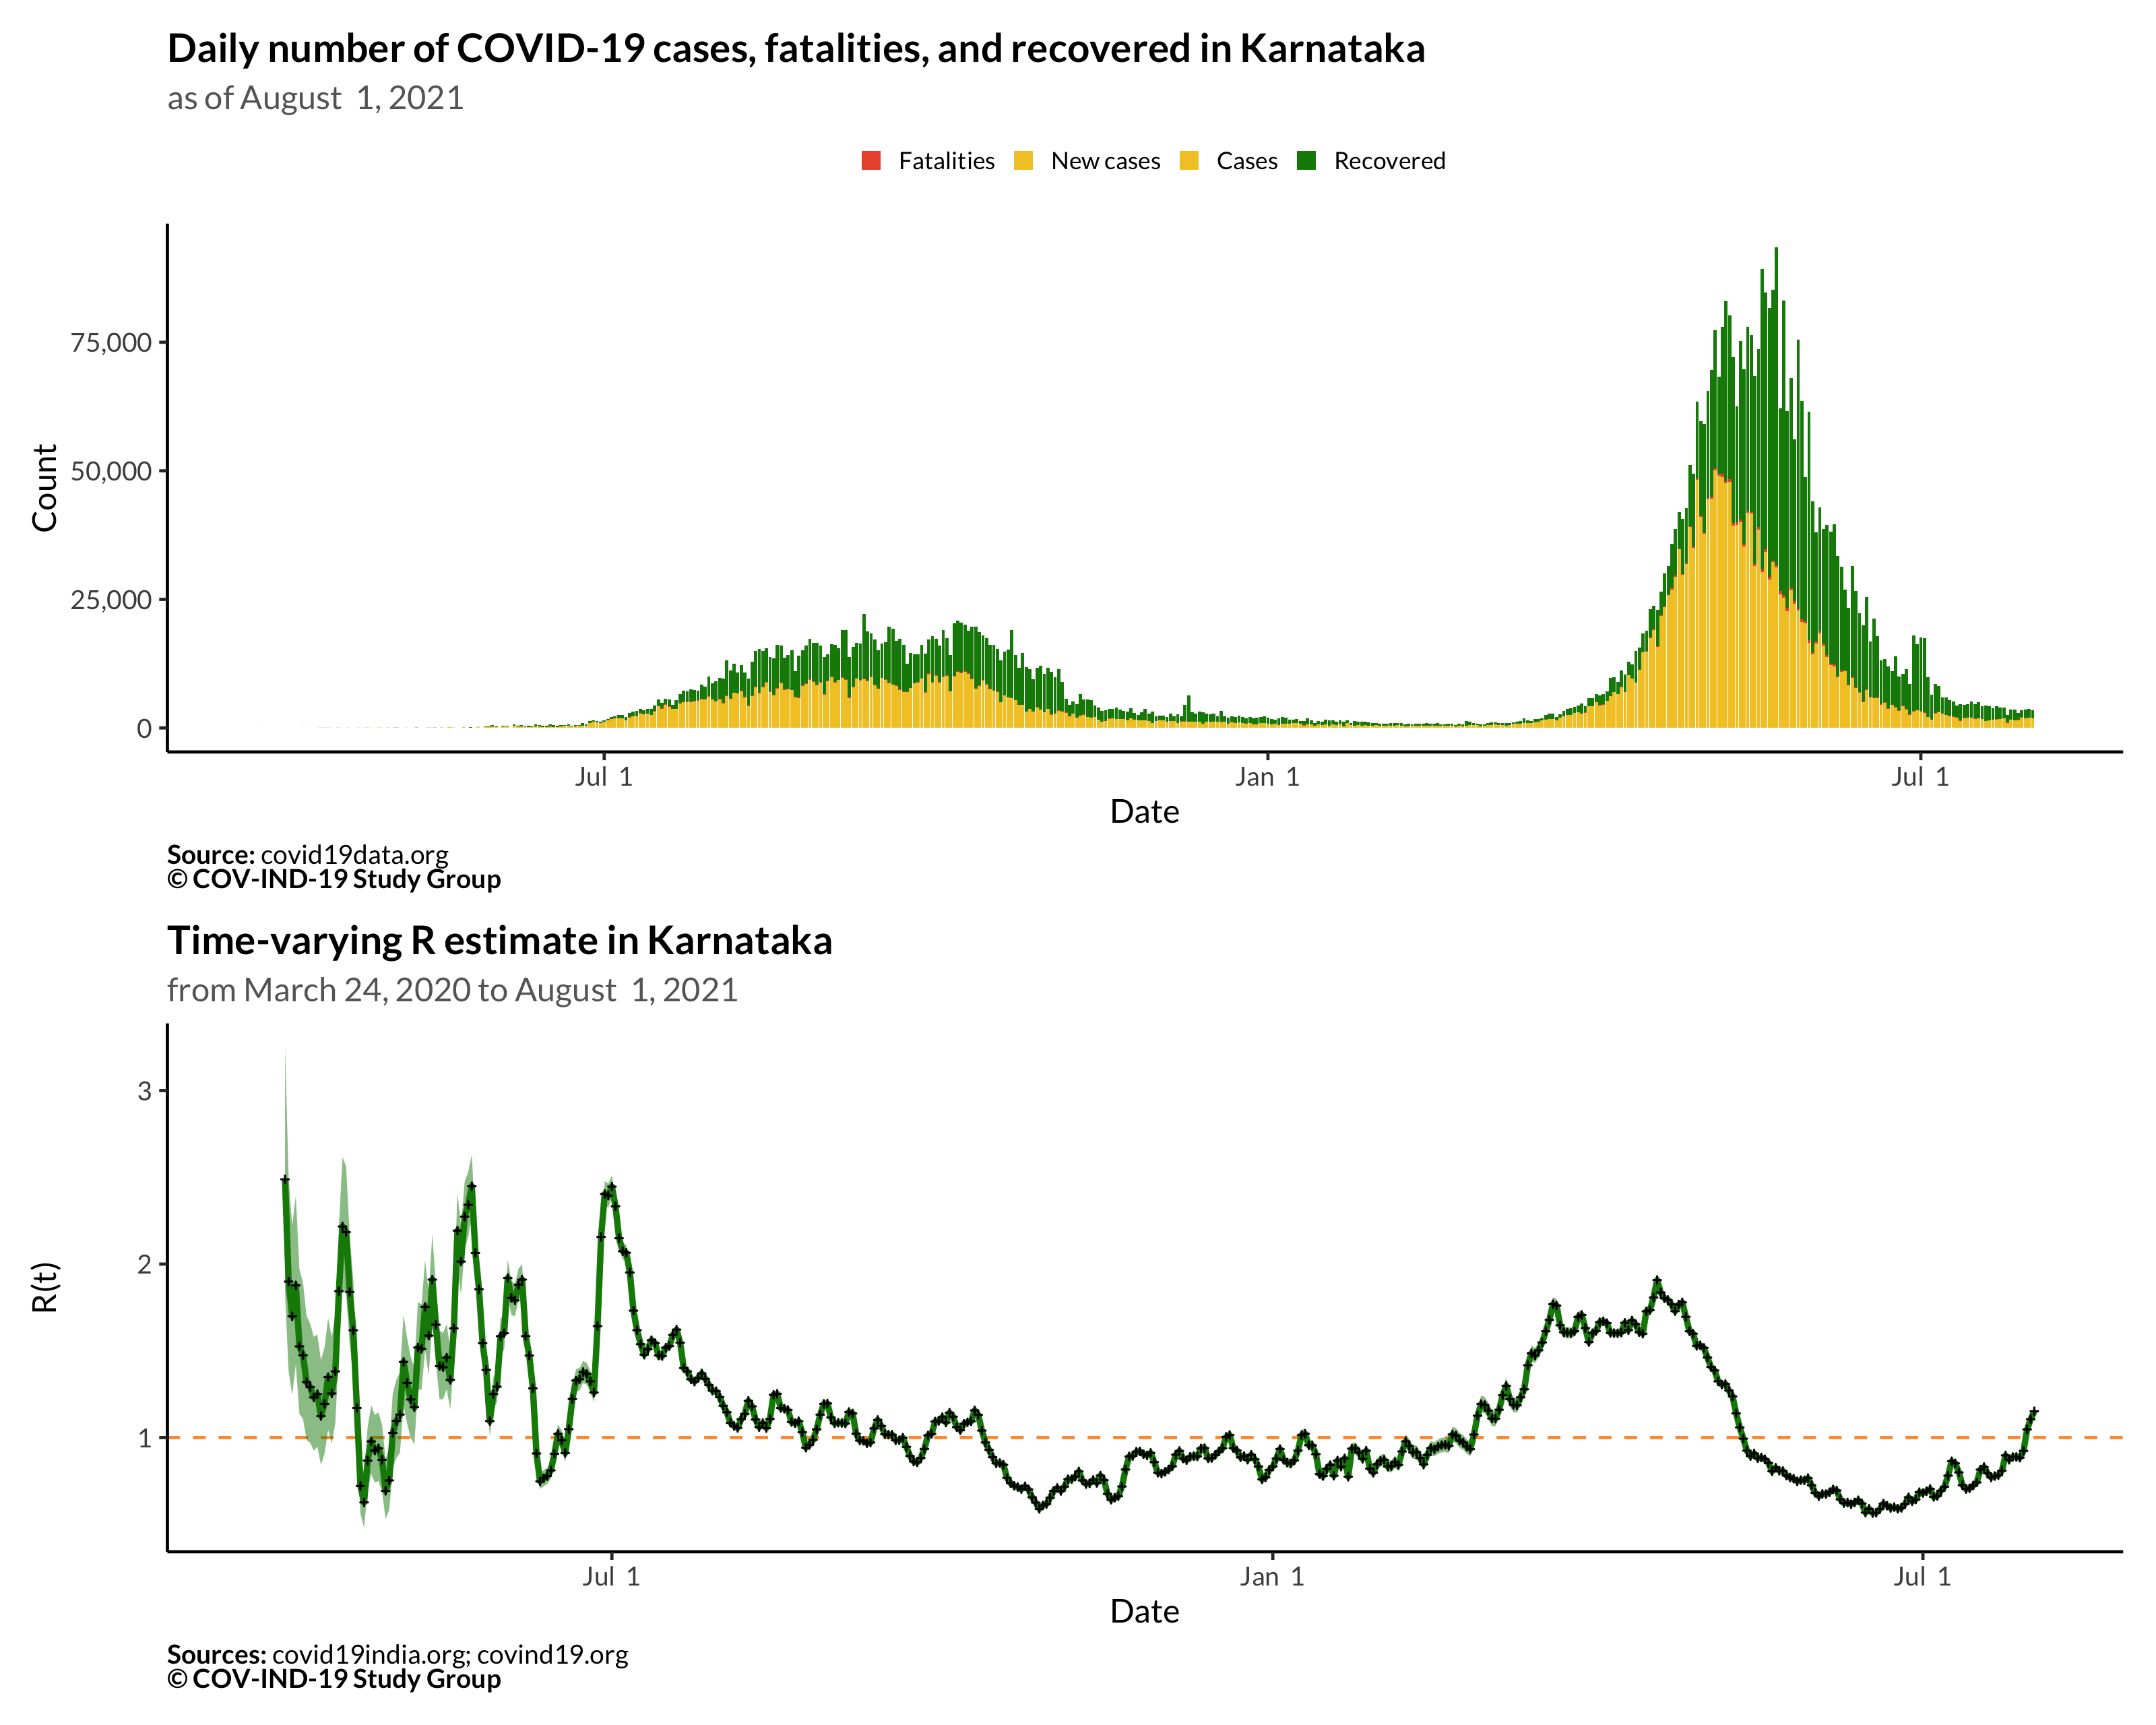 Daily number of COVID-19 cases, fatalities, and recovered in Karnataka
as of August  1, 2021
Fatalities New cases Cases Recovered
75,000
50,000
25,000
0
Count
Jul  1 Jan  1 Jul  1
Date
Source: covid19data.org
© COV-IND-19 Study Group
Time-varying R estimate in Karnataka
from March 24, 2020 to August  1, 2021
3
2
1
R(t)
Jul  1 Jan  1 Jul  1
Date
Sources: covid19india.org; covind19.org
© COV-IND-19 Study Group